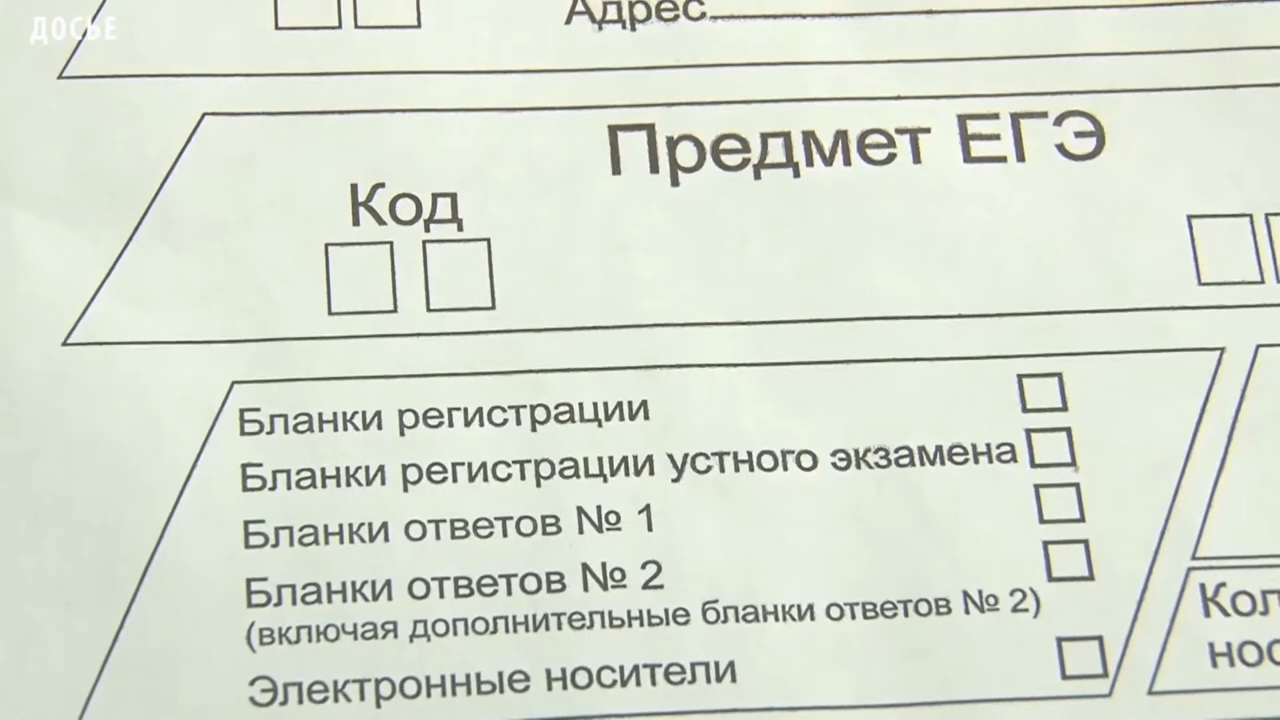 ДОСЬЕ
Адрес
Предмет ЕГЭ
Код
Бланки регистрации
Бланки регистрации устного экзамена
Бланки ответов № 1
Бланки ответов № 2
(включая дополнительные бланки ответов № 2)
Электронные носители
Кол
нос